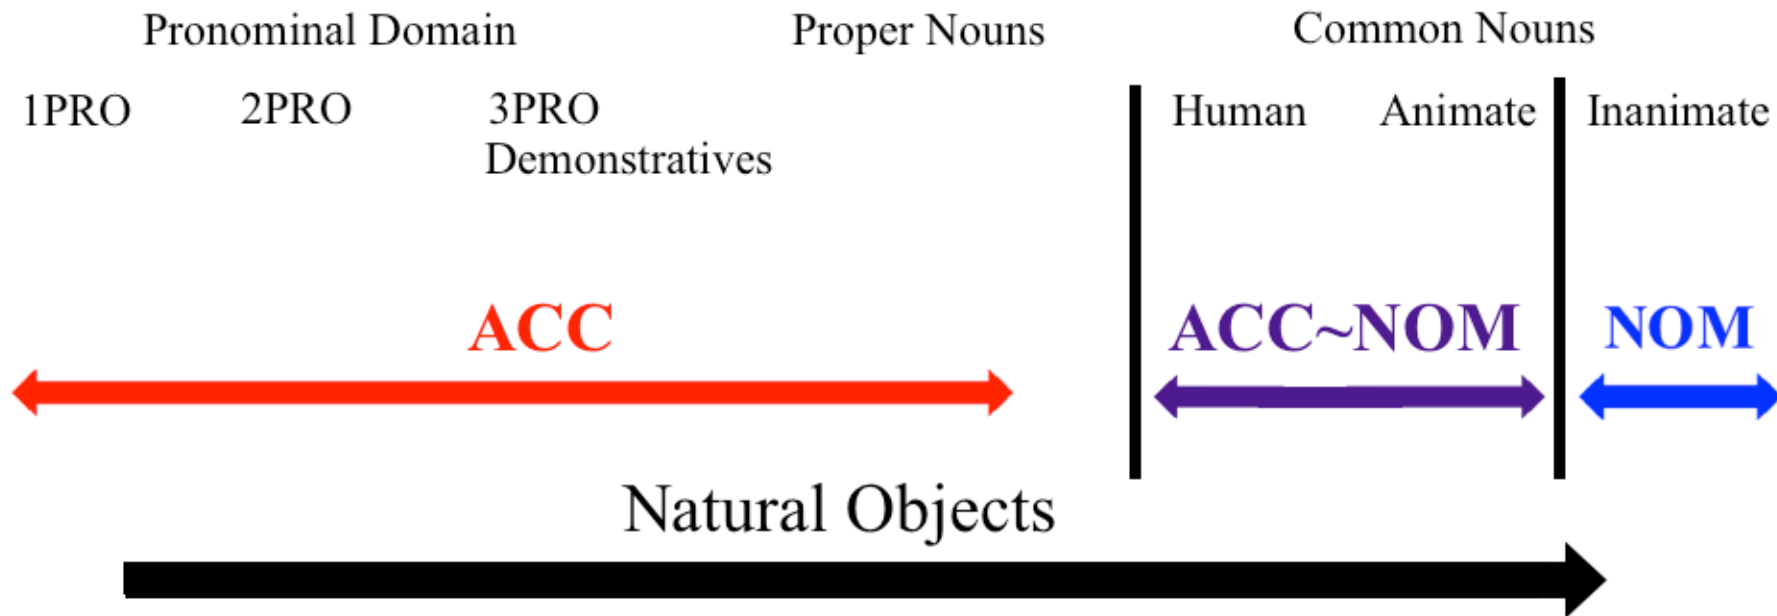 Pronominal Domain Proper Nouns Common Nouns
1PRO 2PRO 3PRO Human Animate Inanimate
Demonstratives
ACC ACC~NOM NOM
Natural Objects